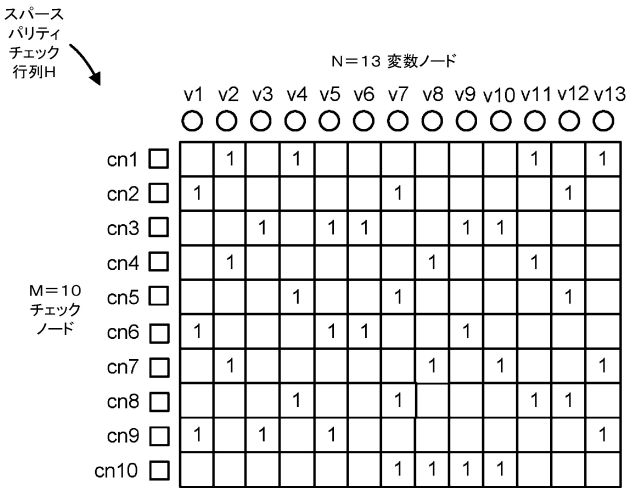 スパース
パリティ
チェック
行列H
N=13 変数ノード
v1 v2 v3 v4 v5 v6 v7 v8 v9 v10 v11 v12 v13
cn1 1 1 1 1
cn2 1 1 1
cn3 1 1 1 1 1
cn4 1 1 1
M=10
チェック
ノード
cn5 1 1 1
cn6 1 1 1 1
cn7 1 1 1 1
cn8 1 1 1 1
cn9 1 1 1 1
cn10 1 1 1 1